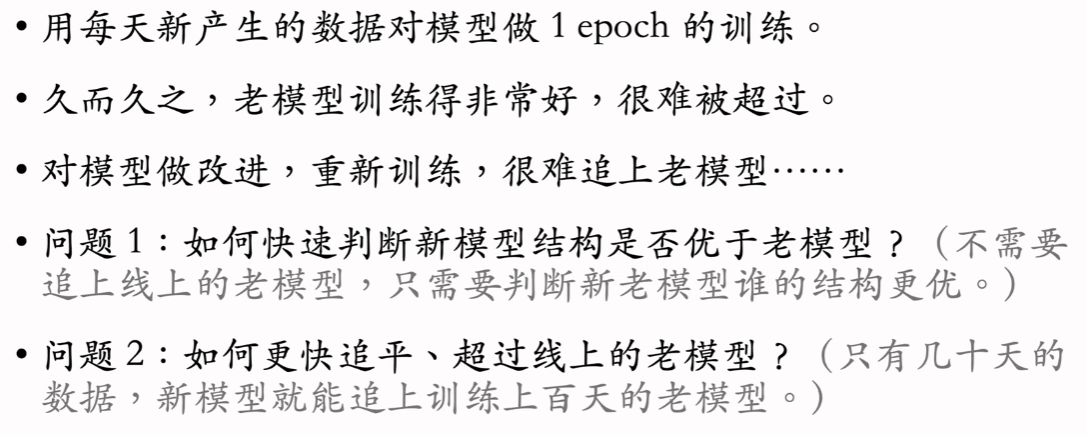 • 用每天新产生的数据对模型做 1 epoch 的训练。
• 久而久之，老模型训练得非常好，很难被超过。
• 对模型做改进，重新训练，很难追上老模型……
• 问题 1：如何快速判断新模型结构是否优于老模型？（不需要
追上线上的老模型，只需要判断新老模型谁的结构更优。）
• 问题 2：如何更快追平、超过线上的老模型？（只有几十天的
数据，新模型就能追上训练上百天的老模型。）